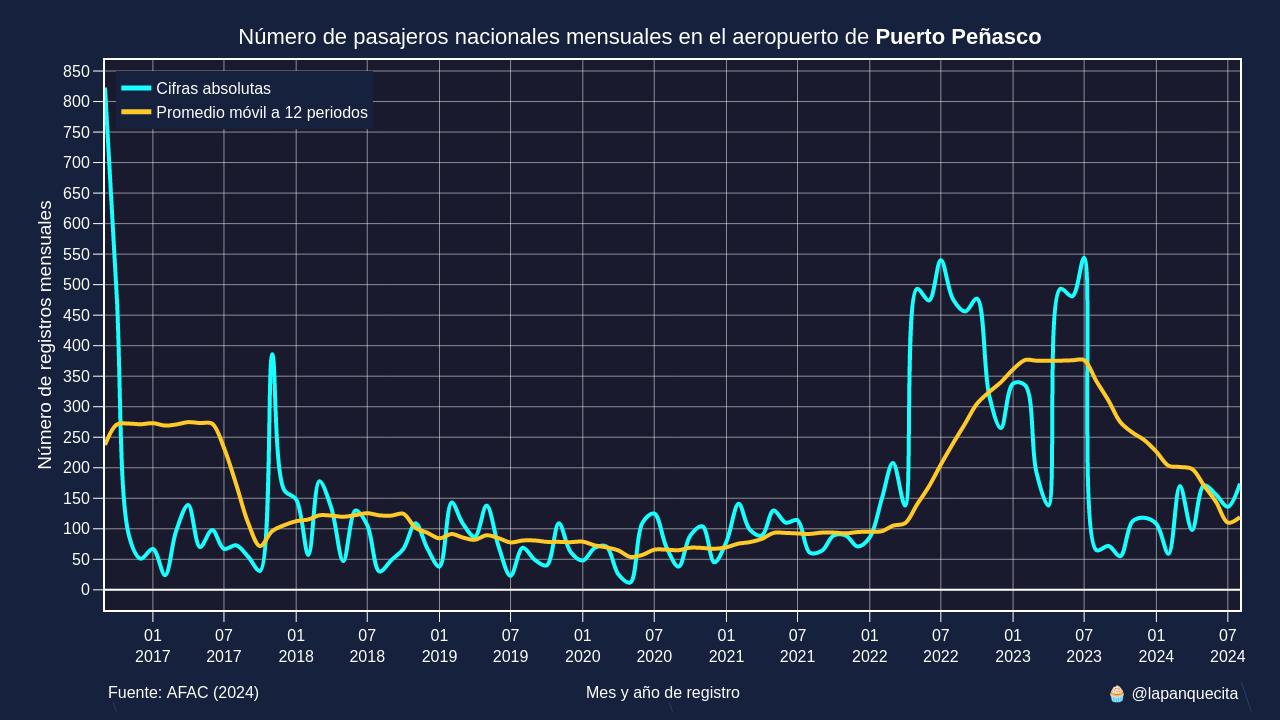 Número de pasajeros nacionales mensuales en el aeropuerto de Puerto Peñasco
Cifras absolutas
Promedio móvil a 12 periodos
Número de registros mensuales
850
800
750
700
650
600
550
500
450
400
350
300
250
200
150
100
50
0
01 07 01 07 01 07 01 07 01 07 01 07 01 07 01 07
2017 2017 2018 2018 2019 2019 2020 2020 2021 2021 2022 2022 2023 2023 2024 2024
Fuente: AFAC (2024) Mes y año de registro 🧁 @lapanquecita